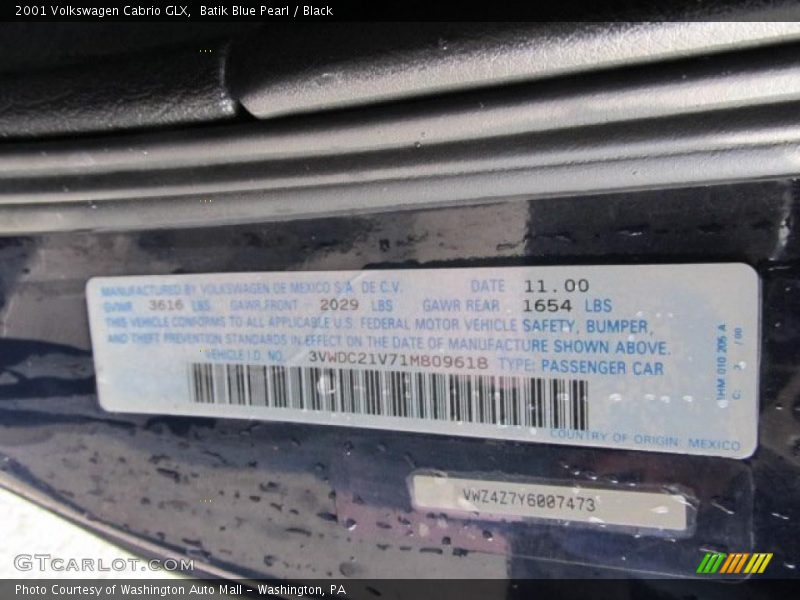 2001 Volkswagen Cabrio GLX, Batik Blue Pearl / Black
MANUFACTURED BY VOLKSWAGEN DE MEXICO S.A. DE C.V. DATE 11.00
GVWR 3616 LBS GAWR FRONT 2029 LBS GAWR REAR 1654 LBS
THIS VEHICLE CONFORMS TO ALL APPLICABLE U.S. FEDERAL MOTOR VEHICLE SAFETY, BUMPER,
AND THEFT PREVENTION STANDARDS IN EFFECT ON THE DATE OF MANUFACTURE SHOWN ABOVE.
VEHICLE I.D. NO. 3VWDC21V71M809618 TYPE: PASSENGER CAR
1HM 010 205 A
COUNTRY OF ORIGIN: MEXICO
VWZ4Z7Y6007473
GTCARLOT.COM
Photo Courtesy of Washington Auto Mall - Washington, PA